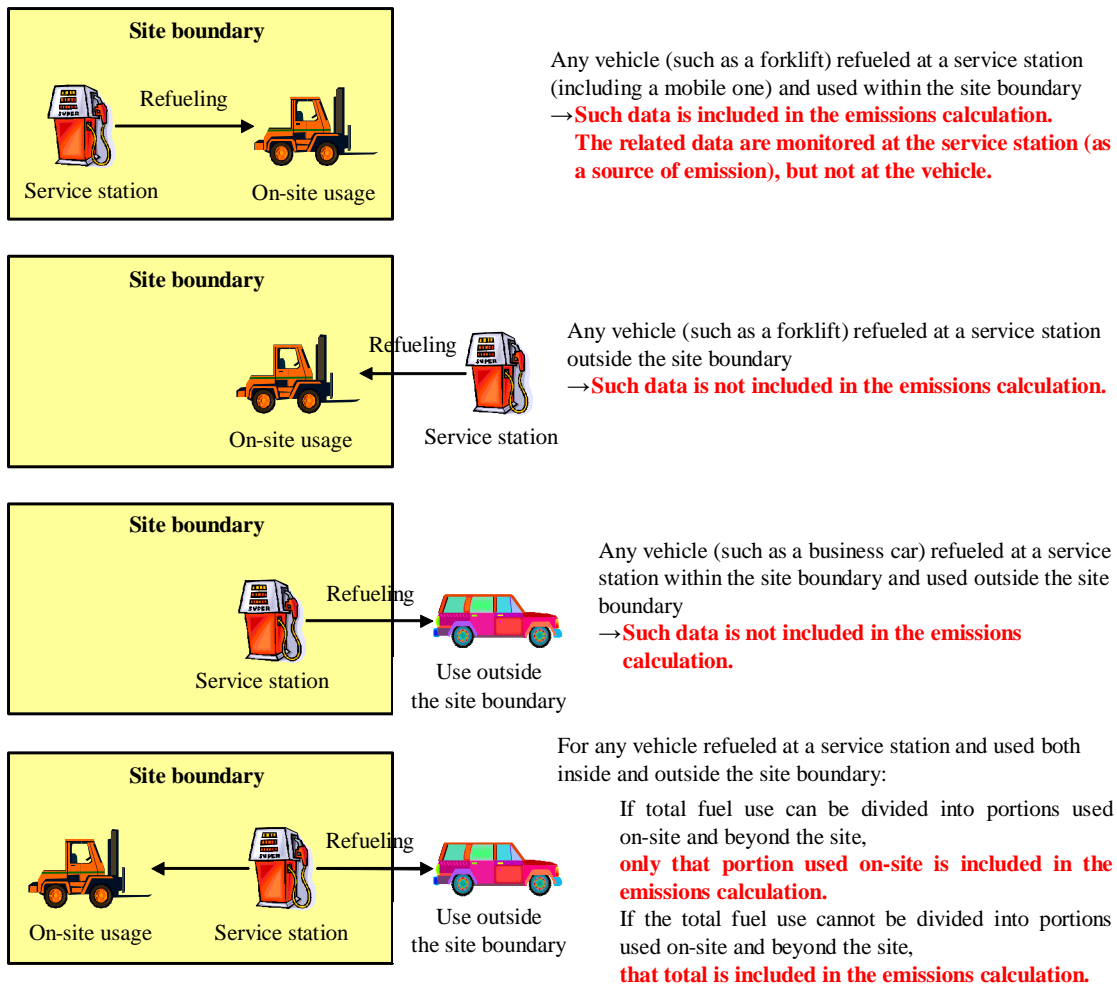 Site boundary
Refueling
SUPER
Service station
On-site usage
Any vehicle (such as a forklift) refueled at a service station
(including a mobile one) and used within the site boundary
→Such data is included in the emissions calculation.
The related data are monitored at the service station (as
a source of emission), but not at the vehicle.
Site boundary
Refueling
SUPER
On-site usage
Service station
Any vehicle (such as a forklift) refueled at a service station
outside the site boundary
→Such data is not included in the emissions calculation.
Site boundary
Refueling
SUPER
Service station
Use outside
the site boundary
Any vehicle (such as a business car) refueled at a service
station within the site boundary and used outside the site
boundary
→Such data is not included in the emissions
calculation.
Site boundary
Refueling
SUPER
On-site usage
Service station
Use outside
the site boundary
For any vehicle refueled at a service station and used both
inside and outside the site boundary:
If total fuel use can be divided into portions used
on-site and beyond the site,
only that portion used on-site is included in the
emissions calculation.
If the total fuel use cannot be divided into portions
used on-site and beyond the site,
that total is included in the emissions calculation.